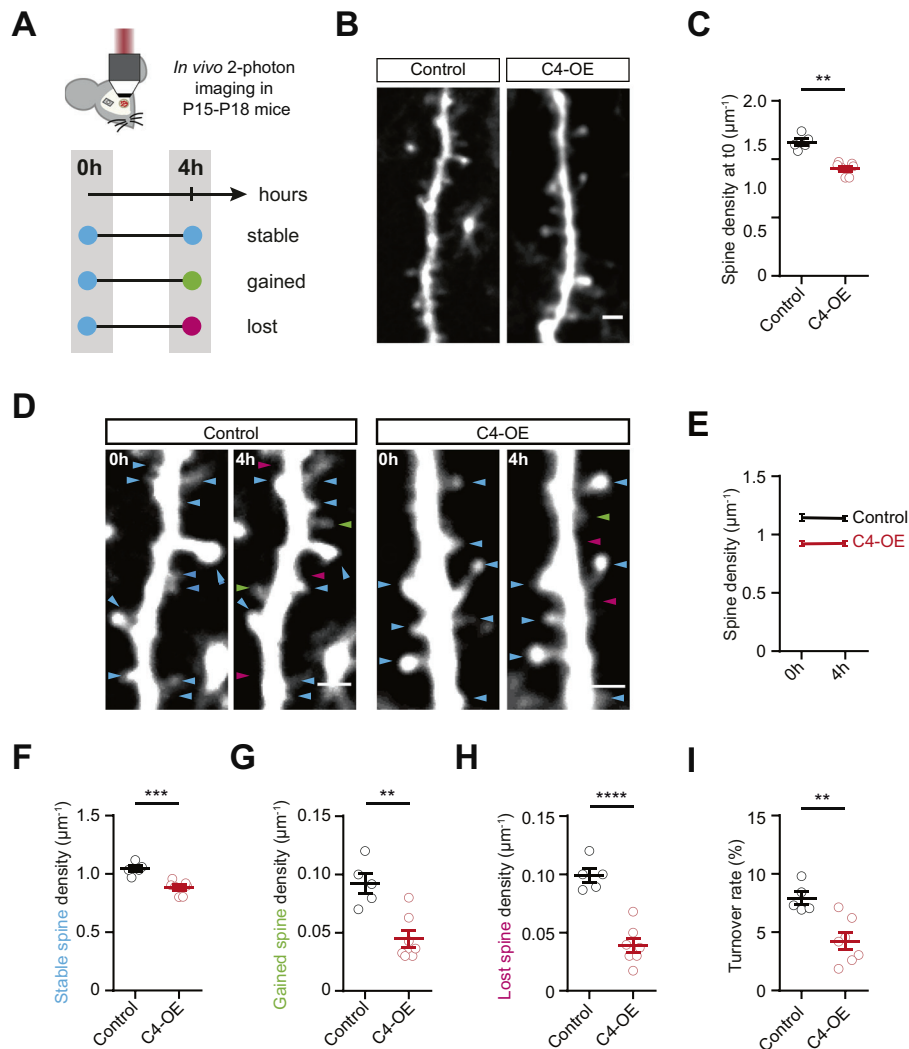 A
In vivo 2-photon
imaging in
P15-P18 mice
0h
4h
hours
stable
gained
lost
B
Control
C4-OE
C
**
Spine density at t0 (µm⁻¹)
2.0
1.5
1.0
0.5
0
Control
C4-OE
D
Control
C4-OE
0h
4h
0h
4h
E
Spine density (µm⁻¹)
1.5
1
0.5
0
Control
C4-OE
0h
4h
F
***
Stable spine density (µm⁻¹)
1.5
1.0
0.5
0
Control
C4-OE
G
**
Gained spine density (µm⁻¹)
0.15
0.10
0.05
0
Control
C4-OE
H
****
Lost spine density (µm⁻¹)
0.15
0.10
0.05
0
Control
C4-OE
I
**
Turnover rate (%)
15
10
5
0
Control
C4-OE